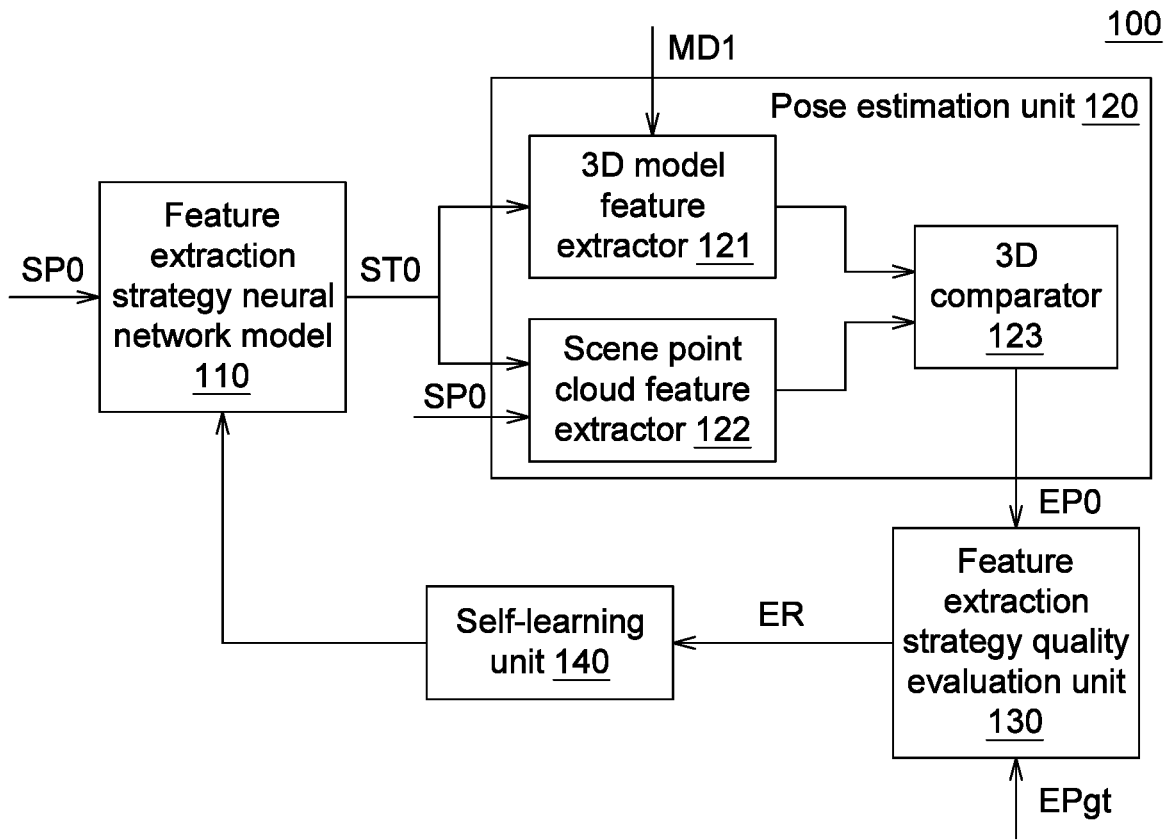 100
MD1
Pose estimation unit 120
3D model
feature
extractor 121
Feature
extraction
strategy neural
network model
110
SP0
ST0
3D
comparator
123
Scene point
cloud feature
extractor 122
SP0
EP0
Feature
extraction
strategy quality
evaluation unit
130
ER
Self-learning
unit 140
EPgt